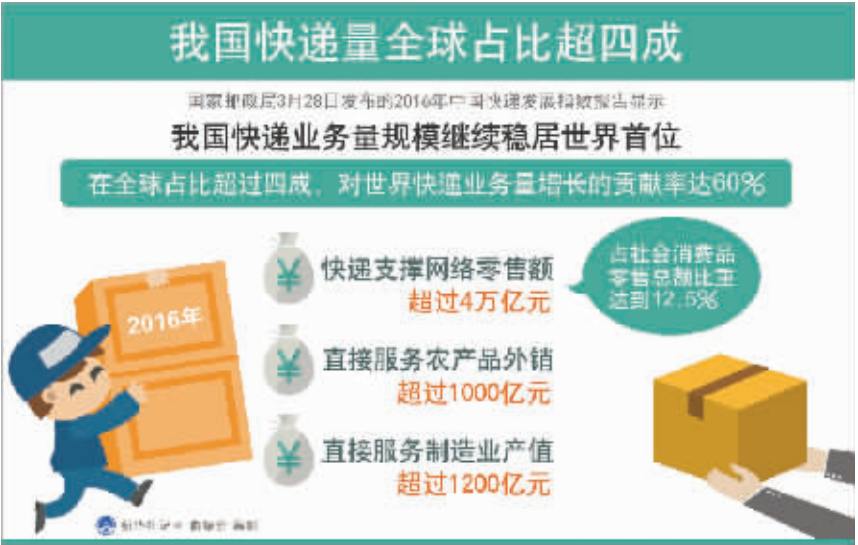 我国快递量全球占比超四成
国家邮政局3月28日发布的2016年中国快递发展指数报告显示
我国快递业务量规模继续稳居世界首位
在全球占比超过四成，对世界快递业务量增长的贡献率达60%
2016年
快递支撑网络零售额
超过4万亿元
占社会消费品
零售总额比重
达到12.5%
直接服务农产品外销
超过1000亿元
直接服务制造业产值
超过1200亿元